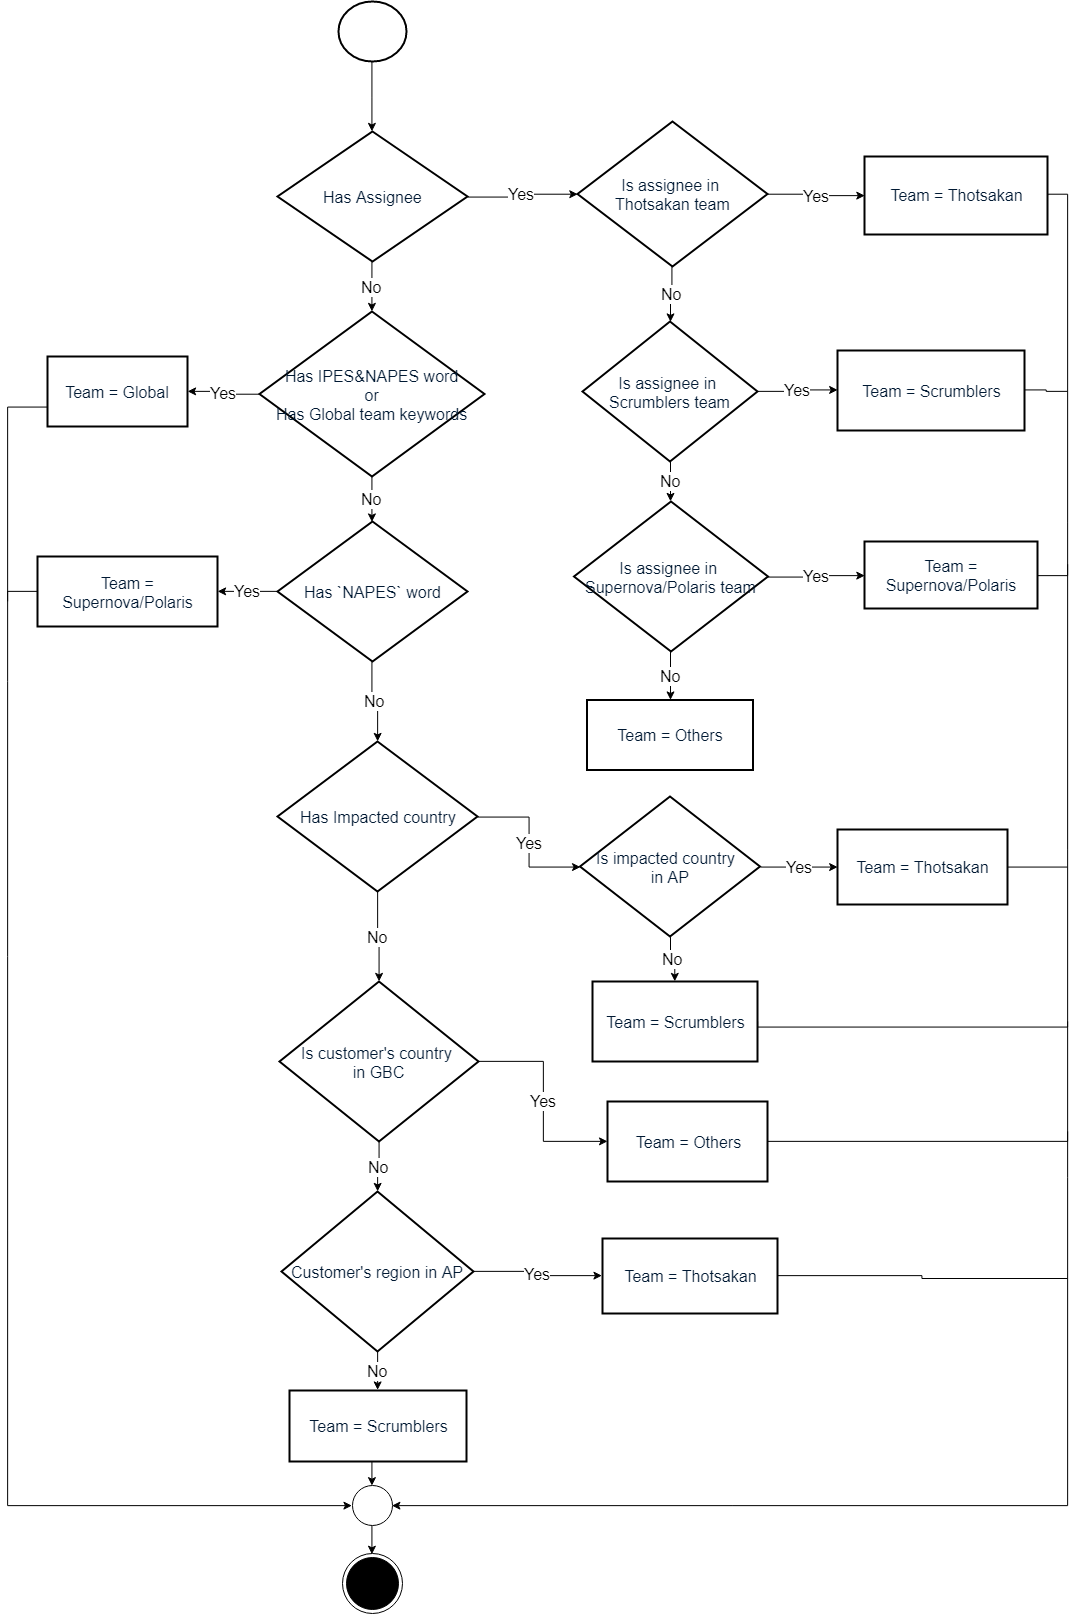 Has Assignee
Yes
Is assignee in
Thotsakan team
Yes
Team = Thotsakan
No
No
Has IPES&NAPES word
or
Has Global team keywords
Yes
Team = Global
Is assignee in
Scrumblers team
Yes
Team = Scrumblers
No
No
Has `NAPES` word
Yes
Team =
Supernova/Polaris
Is assignee in
Supernova/Polaris team
Yes
Team =
Supernova/Polaris
No
No
Team = Others
Has Impacted country
Yes
Is impacted country
in AP
Yes
Team = Thotsakan
No
No
Team = Scrumblers
Is customer's country
in GBC
Yes
Team = Others
No
Customer's region in AP
Yes
Team = Thotsakan
No
Team = Scrumblers